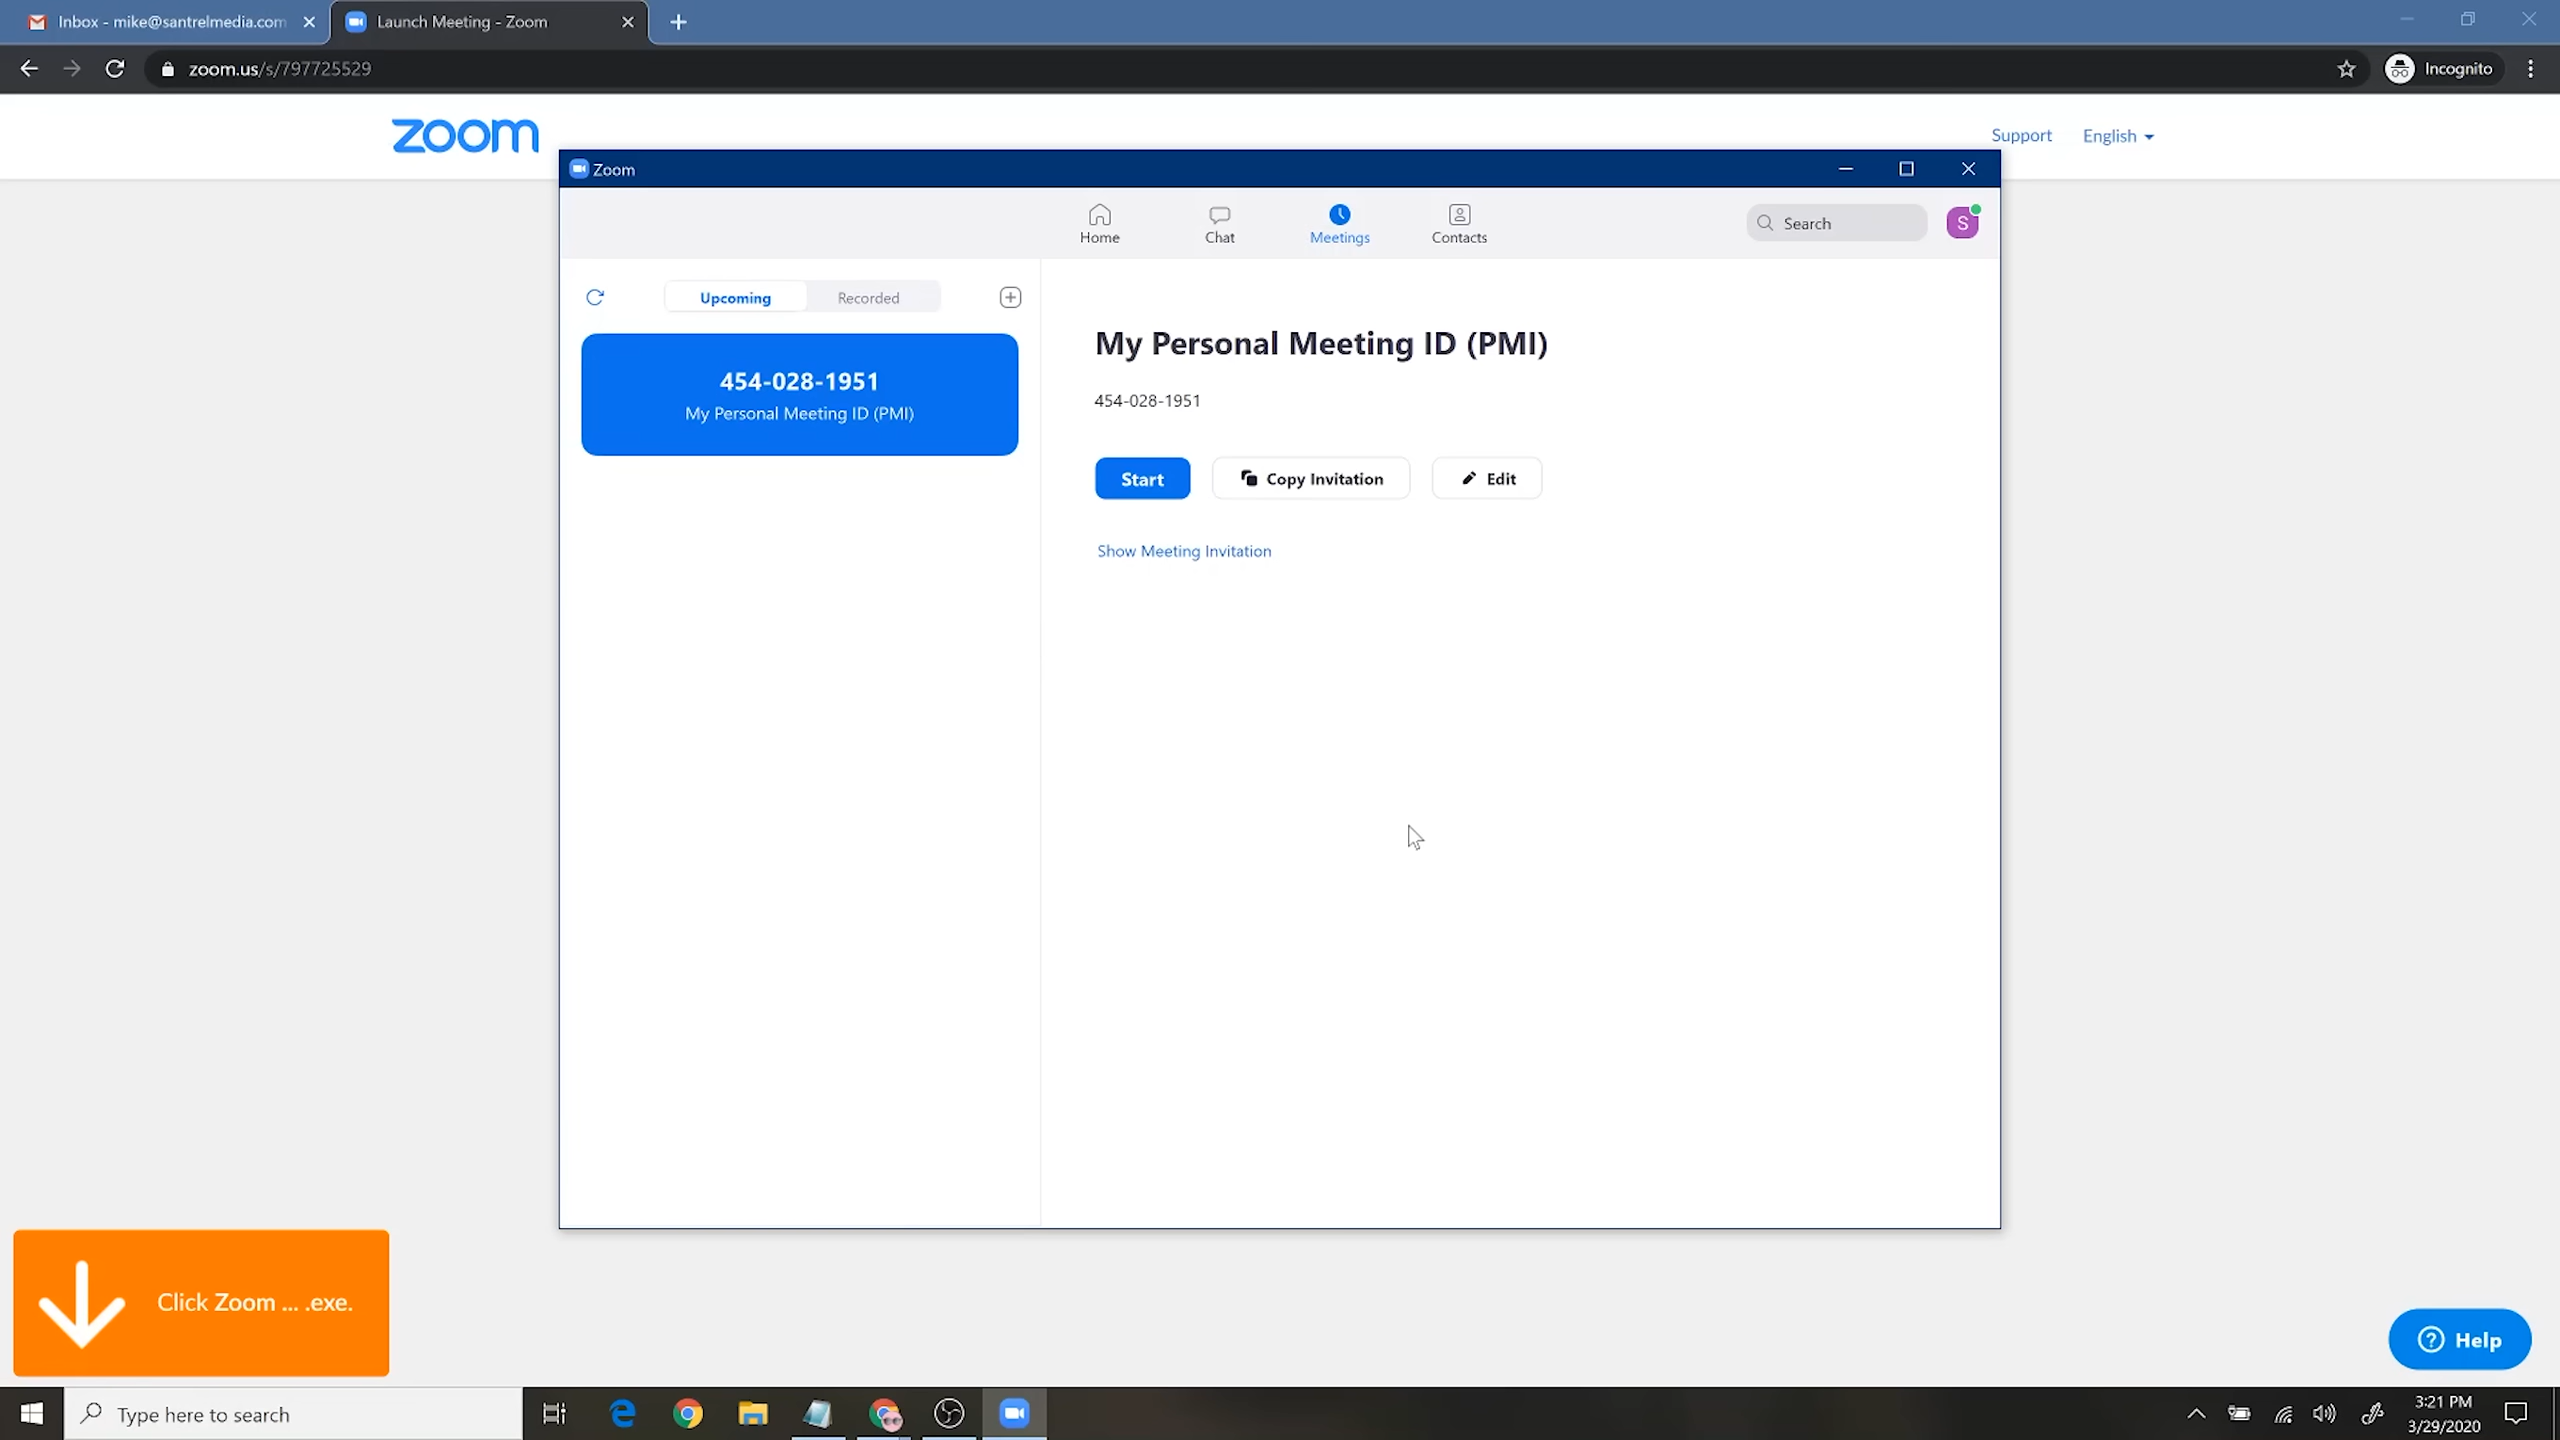 Inbox - mike@santrelmedia.com
Launch Meeting - Zoom
zoom.us/s/797725529
Incognito
zoom
Support
English
Zoom
Home
Chat
Meetings
Contacts
Search
S
Upcoming
Recorded
454-028-1951
My Personal Meeting ID (PMI)
My Personal Meeting ID (PMI)
454-028-1951
Start
Copy Invitation
Edit
Show Meeting Invitation
Click Zoom ... .exe.
Help
Type here to search
3:21 PM
3/29/2020